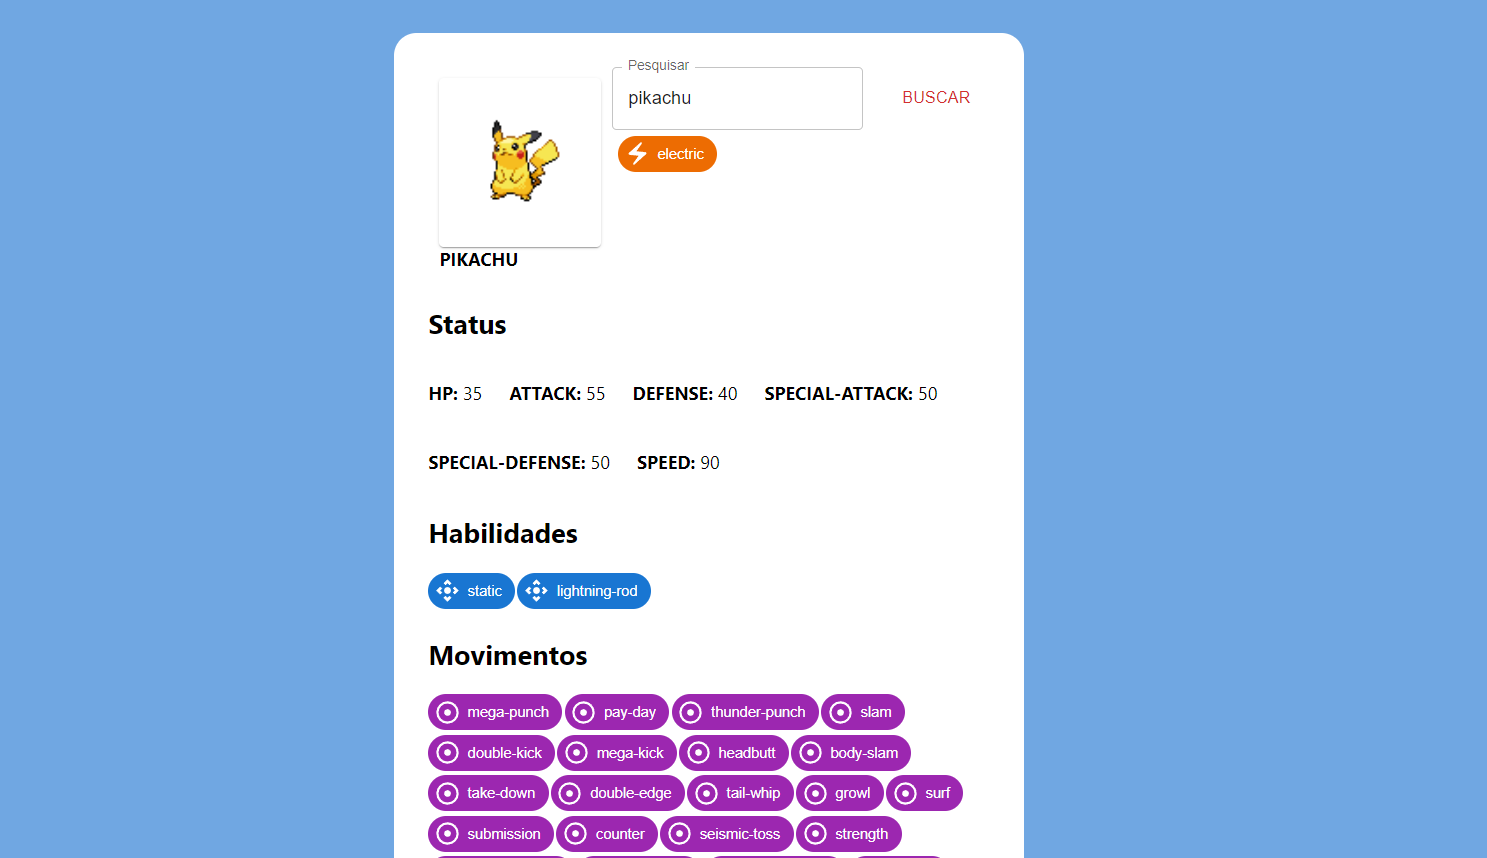 Pesquisar
pikachu
BUSCAR
electric
PIKACHU
Status
HP: 35 ATTACK: 55 DEFENSE: 40 SPECIAL-ATTACK: 50
SPECIAL-DEFENSE: 50 SPEED: 90
Habilidades
static lightning-rod
Movimentos
mega-punch pay-day thunder-punch slam
double-kick mega-kick headbutt body-slam
take-down double-edge tail-whip growl surf
submission counter seismic-toss strength